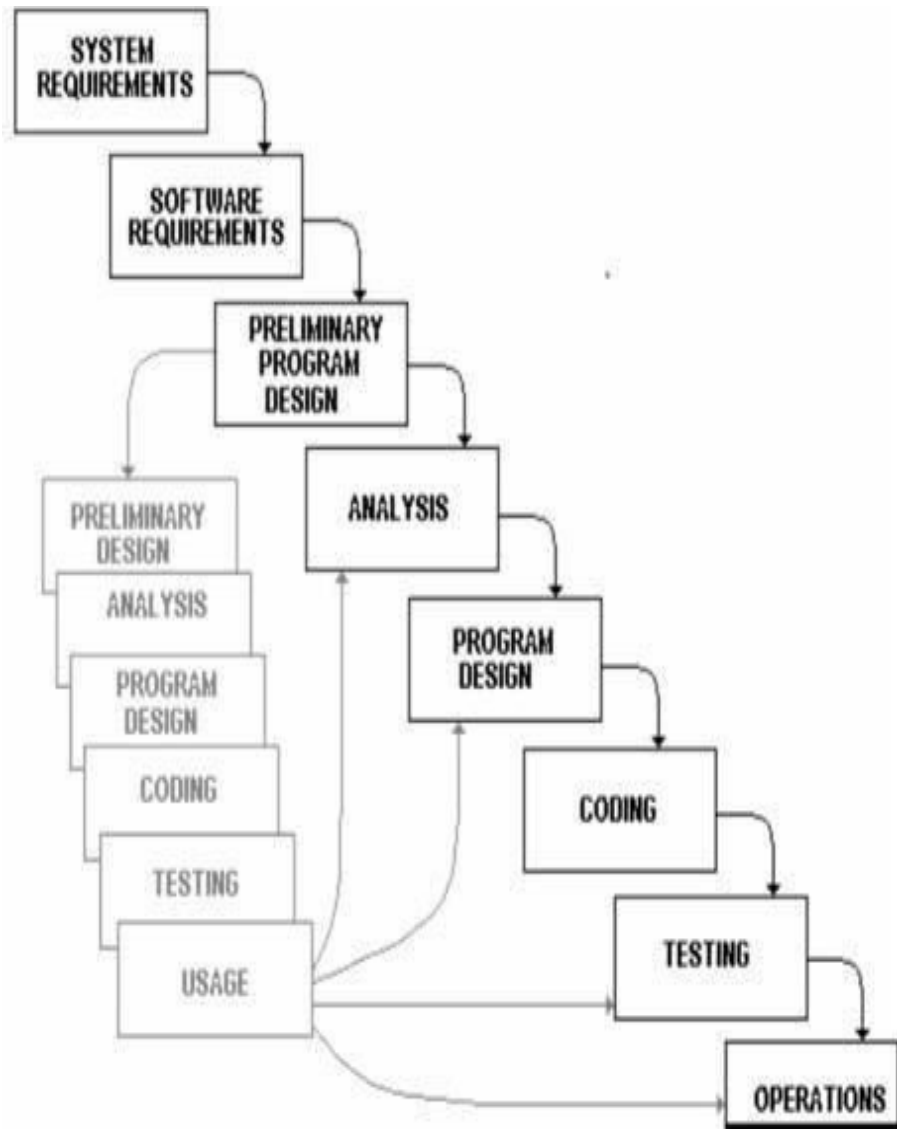 SYSTEM
REQUIREMENTS
SOFTWARE
REQUIREMENTS
PRELIMINARY
PROGRAM
DESIGN
ANALYSIS
PROGRAM
DESIGN
CODING
TESTING
OPERATIONS
PRELIMINARY
DESIGN
ANALYSIS
PROGRAM
DESIGN
CODING
TESTING
USAGE